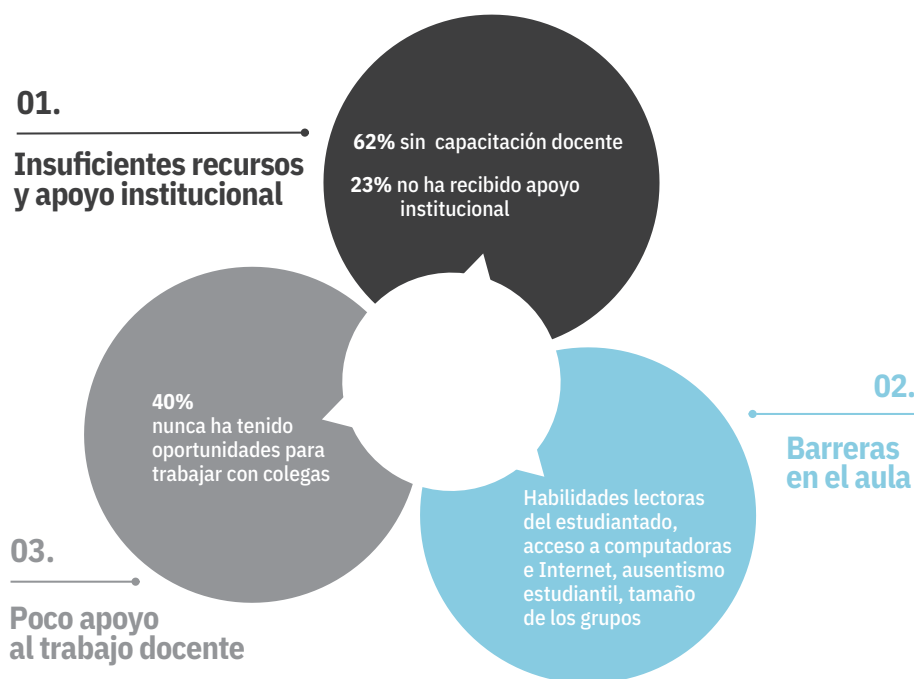 01.
Insuficientes recursos
y apoyo institucional
62% sin capacitación docente
23% no ha recibido apoyo
institucional
02.
Barreras
en el aula
Habilidades lectoras
del estudiantado,
acceso a computadoras
e Internet, ausentismo
estudiantil, tamaño
de los grupos
03.
Poco apoyo
al trabajo docente
40%
nunca ha tenido
oportunidades para
trabajar con colegas